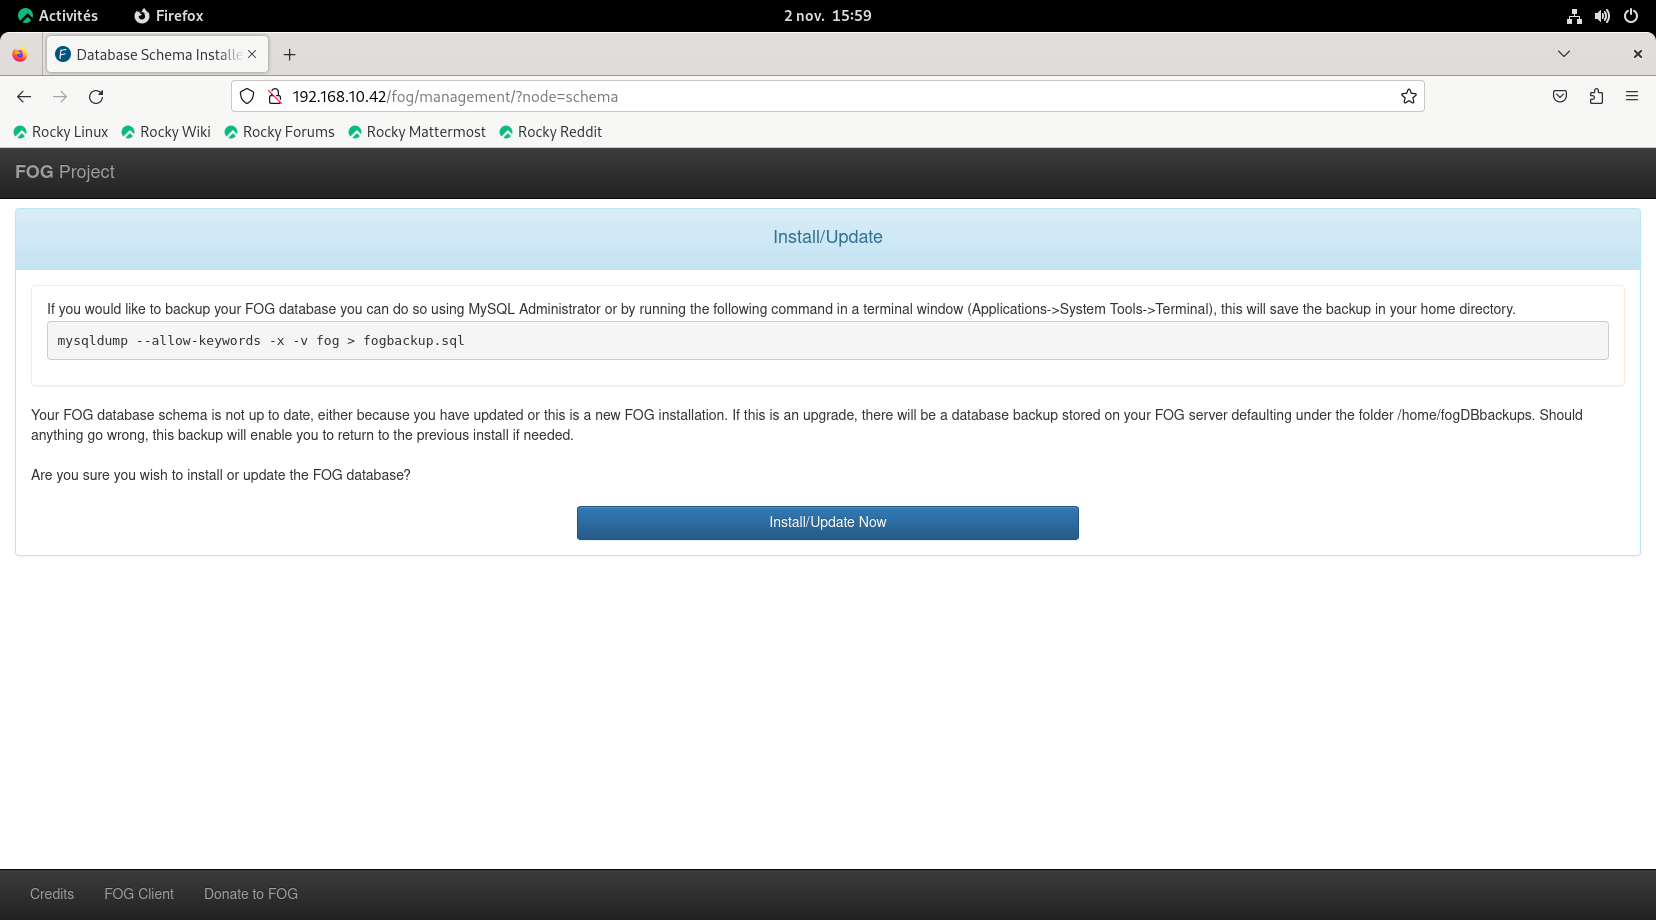 Activités Firefox 2 nov. 15:59
Database Schema Installe
192.168.10.42/fog/management/?node=schema
Rocky Linux Rocky Wiki Rocky Forums Rocky Mattermost Rocky Reddit
FOG Project
Install/Update
If you would like to backup your FOG database you can do so using MySQL Administrator or by running the following command in a terminal window (Applications->System Tools->Terminal), this will save the backup in your home directory.
mysqldump --allow-keywords -x -v fog > fogbackup.sql
Your FOG database schema is not up to date, either because you have updated or this is a new FOG installation. If this is an upgrade, there will be a database backup stored on your FOG server defaulting under the folder /home/fogDBbackups. Should
anything go wrong, this backup will enable you to return to the previous install if needed.
Are you sure you wish to install or update the FOG database?
Install/Update Now
Credits FOG Client Donate to FOG